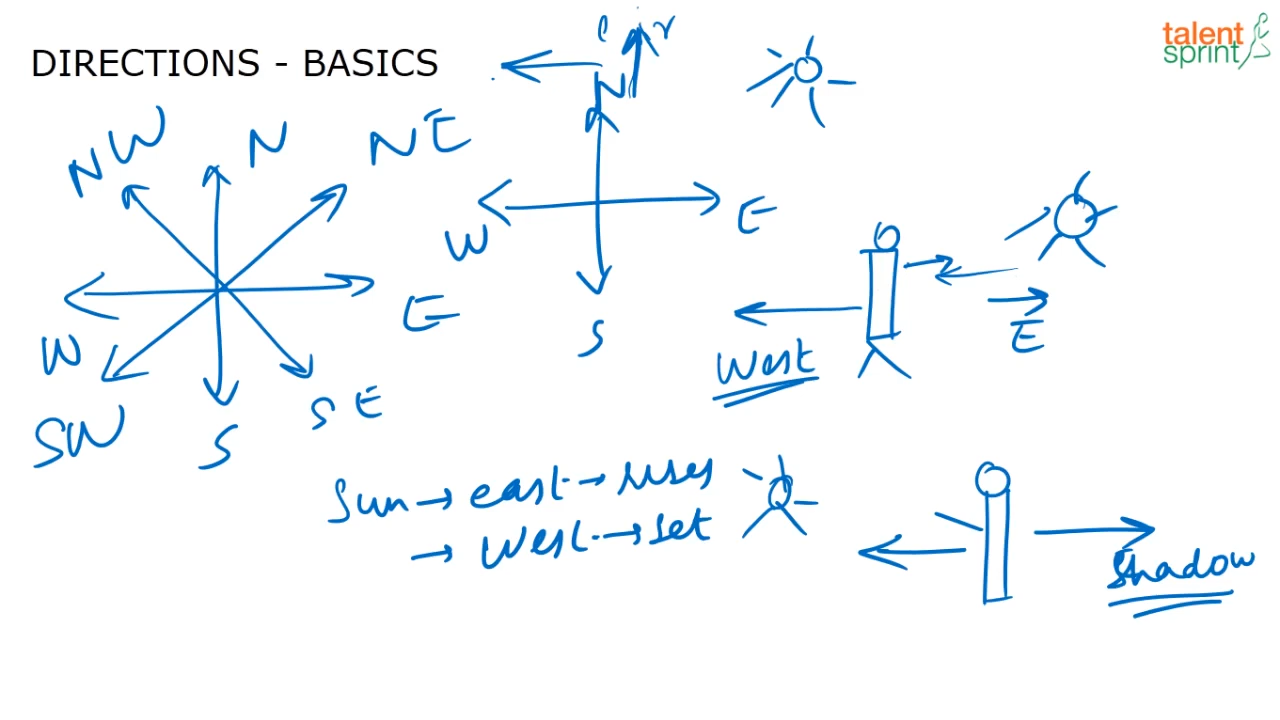 DIRECTIONS - BASICS
talent
sprint
NW
N
NE
W
E
SW
S
SE
l
r
N
W
E
S
West
E
Sun → east → rises
→ West → set
Shadow